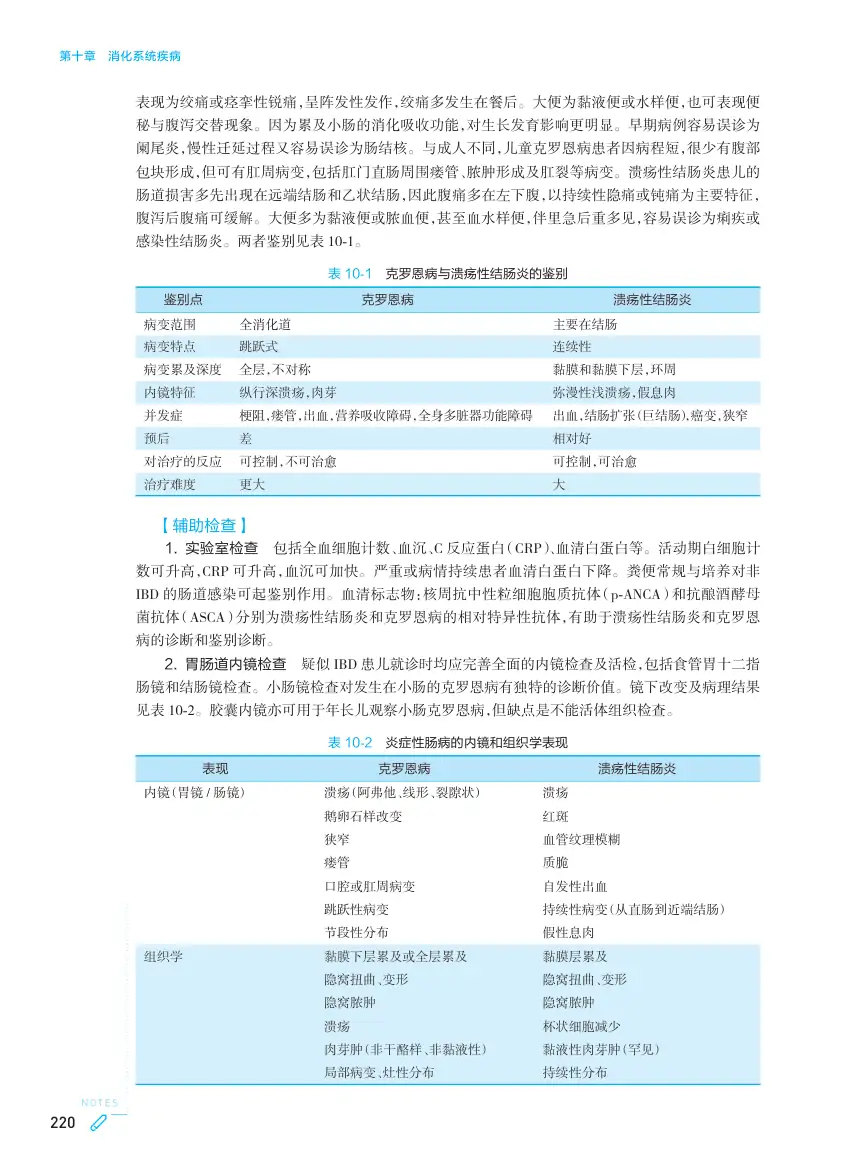 第十章 消化系统疾病
表现为绞痛或痉挛性锐痛,呈阵发性发作,绞痛多发生在餐后。大便为黏液便或水样便,也可表现便
秘与腹泻交替现象。因为累及小肠的消化吸收功能,对生长发育影响更明显。早期病例容易误诊为
阑尾炎,慢性迁延过程又容易误诊为肠结核。与成人不同,儿童克罗恩病患者因病程短,很少有腹部
包块形成,但可有肛周病变,包括肛门直肠周围瘘管、脓肿形成及肛裂等病变。溃疡性结肠炎患儿的
肠道损害多先出现在远端结肠和乙状结肠,因此腹痛多在左下腹,以持续性隐痛或钝痛为主要特征,
腹泻后腹痛可缓解。大便多为黏液便或脓血便,甚至血水样便,伴里急后重多见,容易误诊为痢疾或
感染性结肠炎。两者鉴别见表 10-1。
表 10-1 克罗恩病与溃疡性结肠炎的鉴别
鉴别点 克罗恩病 溃疡性结肠炎
病变范围 全消化道 主要在结肠
病变特点 跳跃式 连续性
病变累及深度 全层,不对称 黏膜和黏膜下层,环周
内镜特征 纵行深溃疡,肉芽 弥漫性浅溃疡,假息肉
并发症 梗阻,瘘管,出血,营养吸收障碍,全身多脏器功能障碍 出血,结肠扩张(巨结肠),癌变,狭窄
预后 差 相对好
对治疗的反应 可控制,不可治愈 可控制,可治愈
治疗难度 更大 大
【辅助检查】
1. 实验室检查 包括全血细胞计数、血沉、C 反应蛋白(CRP)、血清白蛋白等。活动期白细胞计
数可升高,CRP 可升高,血沉可加快。严重或病情持续患者血清白蛋白下降。粪便常规与培养对非
IBD 的肠道感染可起鉴别作用。血清标志物:核周抗中性粒细胞胞质抗体(p-ANCA)和抗酿酒酵母
菌抗体(ASCA)分别为溃疡性结肠炎和克罗恩病的相对特异性抗体,有助于溃疡性结肠炎和克罗恩
病的诊断和鉴别诊断。
2. 胃肠道内镜检查 疑似 IBD 患儿就诊时均应完善全面的内镜检查及活检,包括食管胃十二指
肠镜和结肠镜检查。小肠镜检查对发生在小肠的克罗恩病有独特的诊断价值。镜下改变及病理结果
见表 10-2。胶囊内镜亦可用于年长儿观察小肠克罗恩病,但缺点是不能活体组织检查。
表 10-2 炎症性肠病的内镜和组织学表现
表现 克罗恩病 溃疡性结肠炎
内镜(胃镜 / 肠镜) 溃疡(阿弗他、线形、裂隙状) 溃疡
鹅卵石样改变 红斑
狭窄 血管纹理模糊
瘘管 质脆
口腔或肛周病变 自发性出血
跳跃性病变 持续性病变(从直肠到近端结肠)
节段性分布 假性息肉
组织学 黏膜下层累及或全层累及 黏膜层累及
隐窝扭曲、变形 隐窝扭曲、变形
隐窝脓肿 隐窝脓肿
溃疡 杯状细胞减少
肉芽肿(非干酪样、非黏液性) 黏液性肉芽肿(罕见)
局部病变、灶性分布 持续性分布
NOTES
220